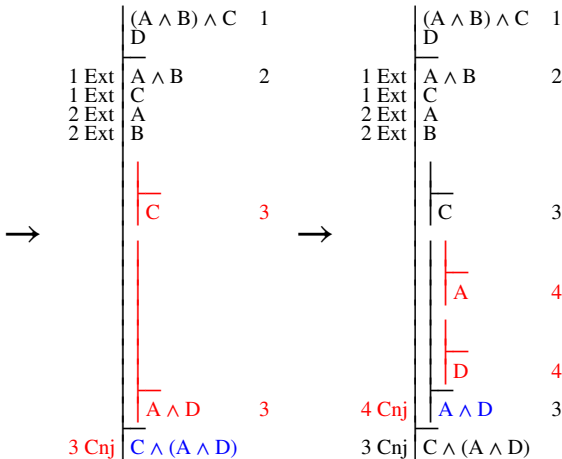 (A ∧ B) ∧ C 1
D
1 Ext A ∧ B 2
1 Ext C
2 Ext A
2 Ext B
C 3
→
A ∧ D 3
3 Cnj C ∧ (A ∧ D)
(A ∧ B) ∧ C 1
D
1 Ext A ∧ B 2
1 Ext C
2 Ext A
2 Ext B
C 3
→
A 4
D 4
4 Cnj A ∧ D 3
3 Cnj C ∧ (A ∧ D)